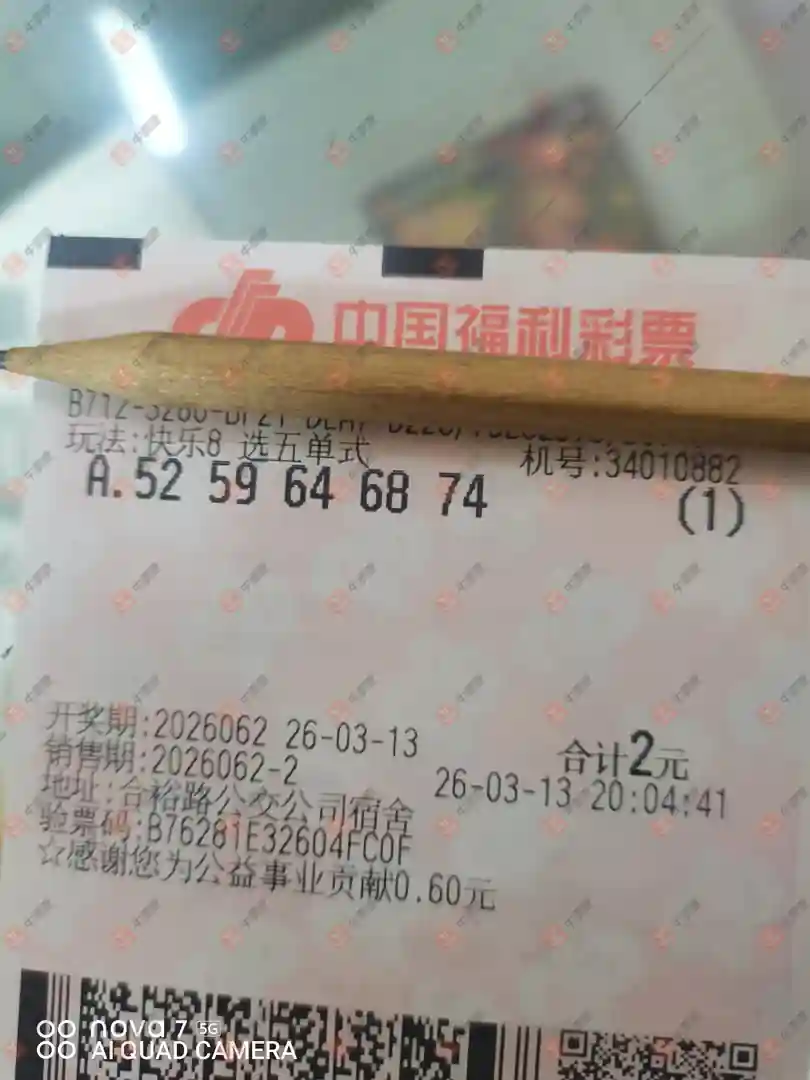 中国福利彩票
玩法:快乐8 选五单式
机号:34010882
A.52 59 64 68 74 (1)
开奖期:2026062 26-03-13
合计2元
销售期:2026062-2
26-03-13 20:04:41
地址:合裕路公交公司宿舍
验票码:B76281E32604FC0F
☆感谢您为公益事业贡献0.60元
nova 7 5G
AI QUAD CAMERA